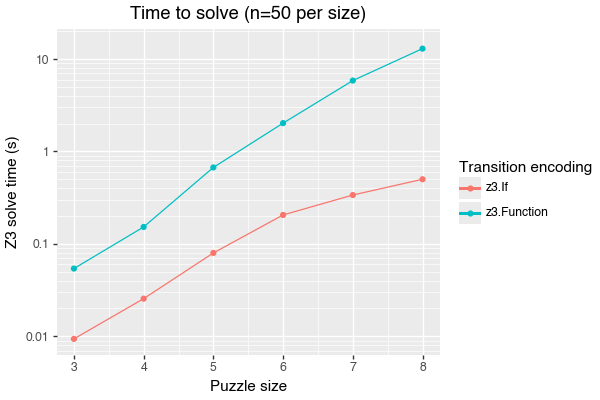 Time to solve (n=50 per size)
Z3 solve time (s)
10
1
0.1
0.01
3 4 5 6 7 8
Puzzle size
Transition encoding
z3.If
z3.Function